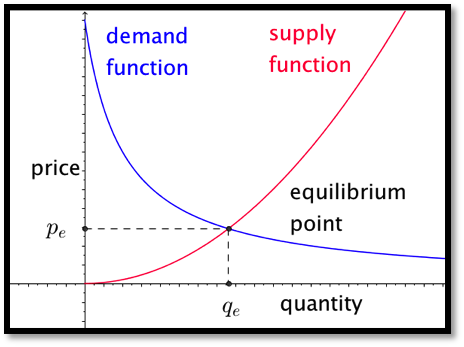 demand
function
supply
function
price
equilibrium
point
pₑ
qₑ
quantity